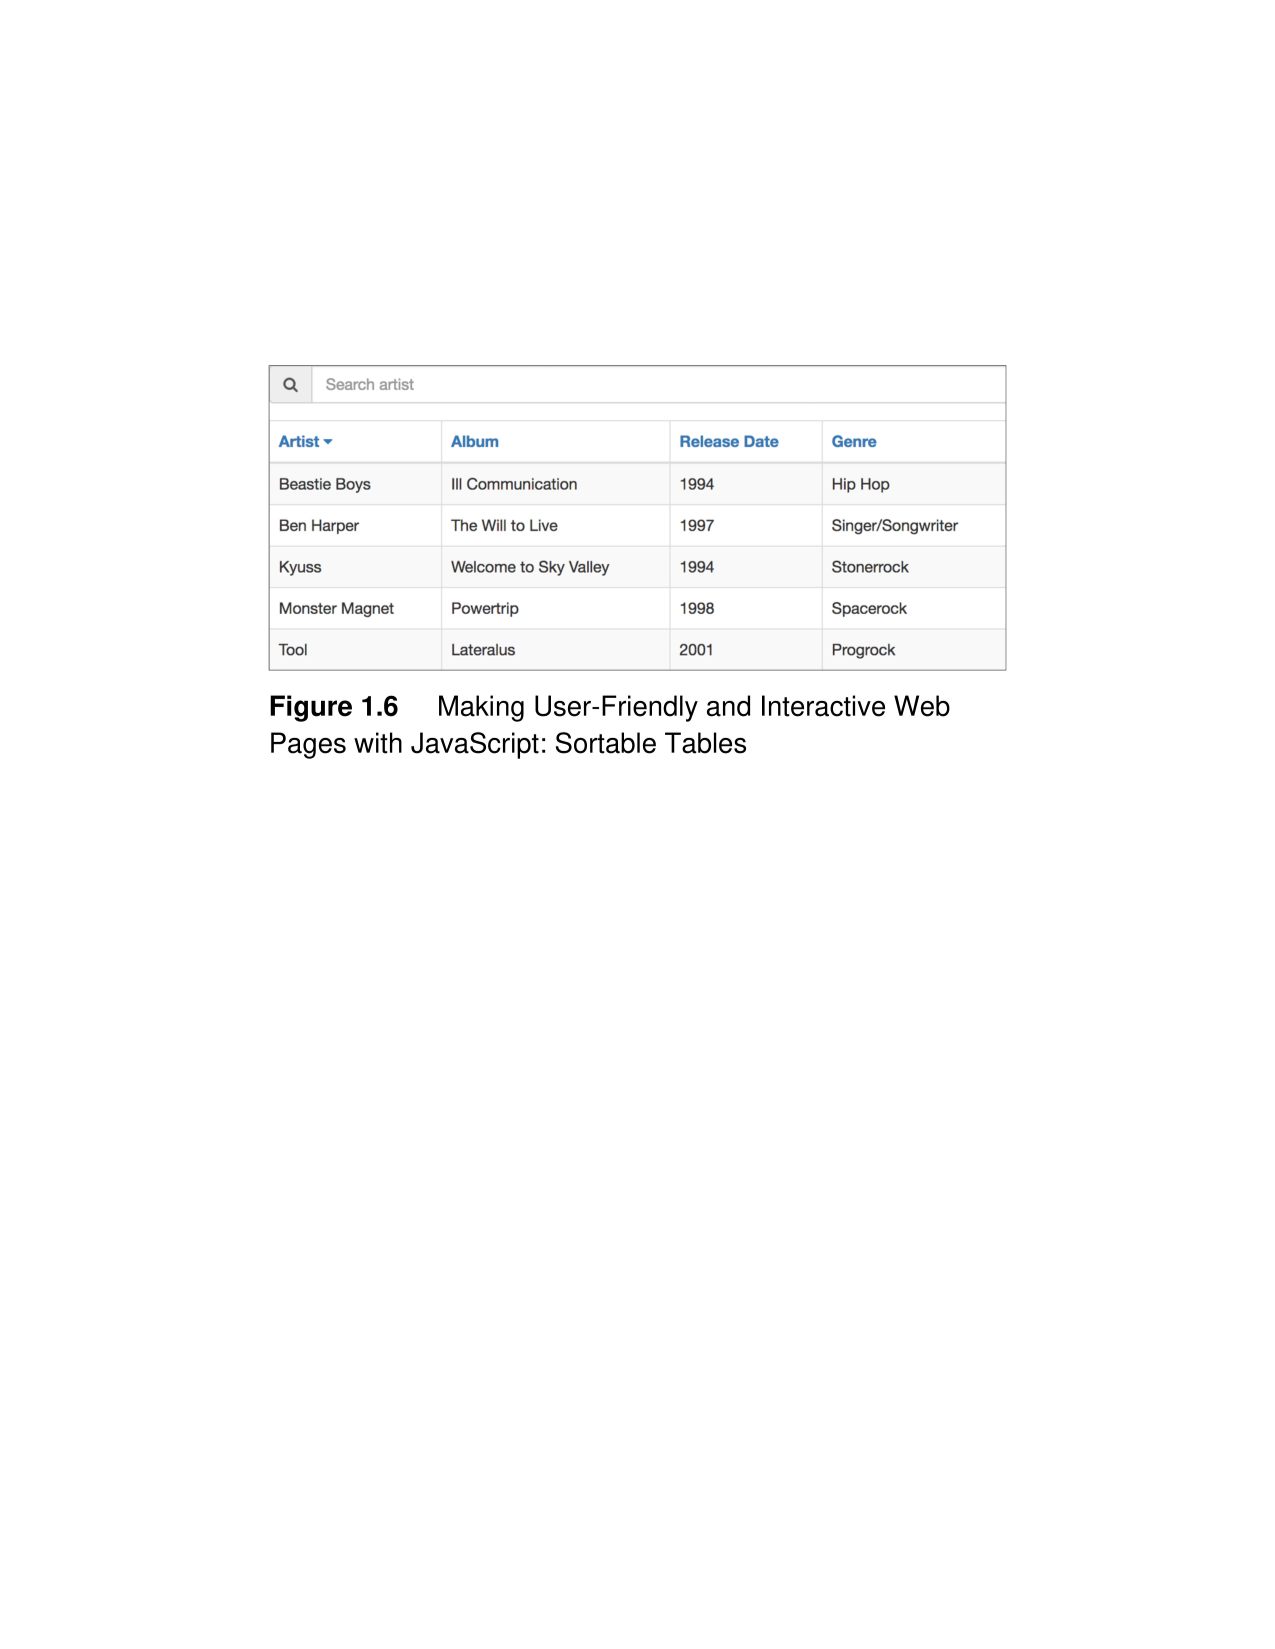 Search artist
Artist Album Release Date Genre
Beastie Boys Ill Communication 1994 Hip Hop
Ben Harper The Will to Live 1997 Singer/Songwriter
Kyuss Welcome to Sky Valley 1994 Stonerrock
Monster Magnet Powertrip 1998 Spacerock
Tool Lateralus 2001 Progrock
Figure 1.6 Making User-Friendly and Interactive Web
Pages with JavaScript: Sortable Tables